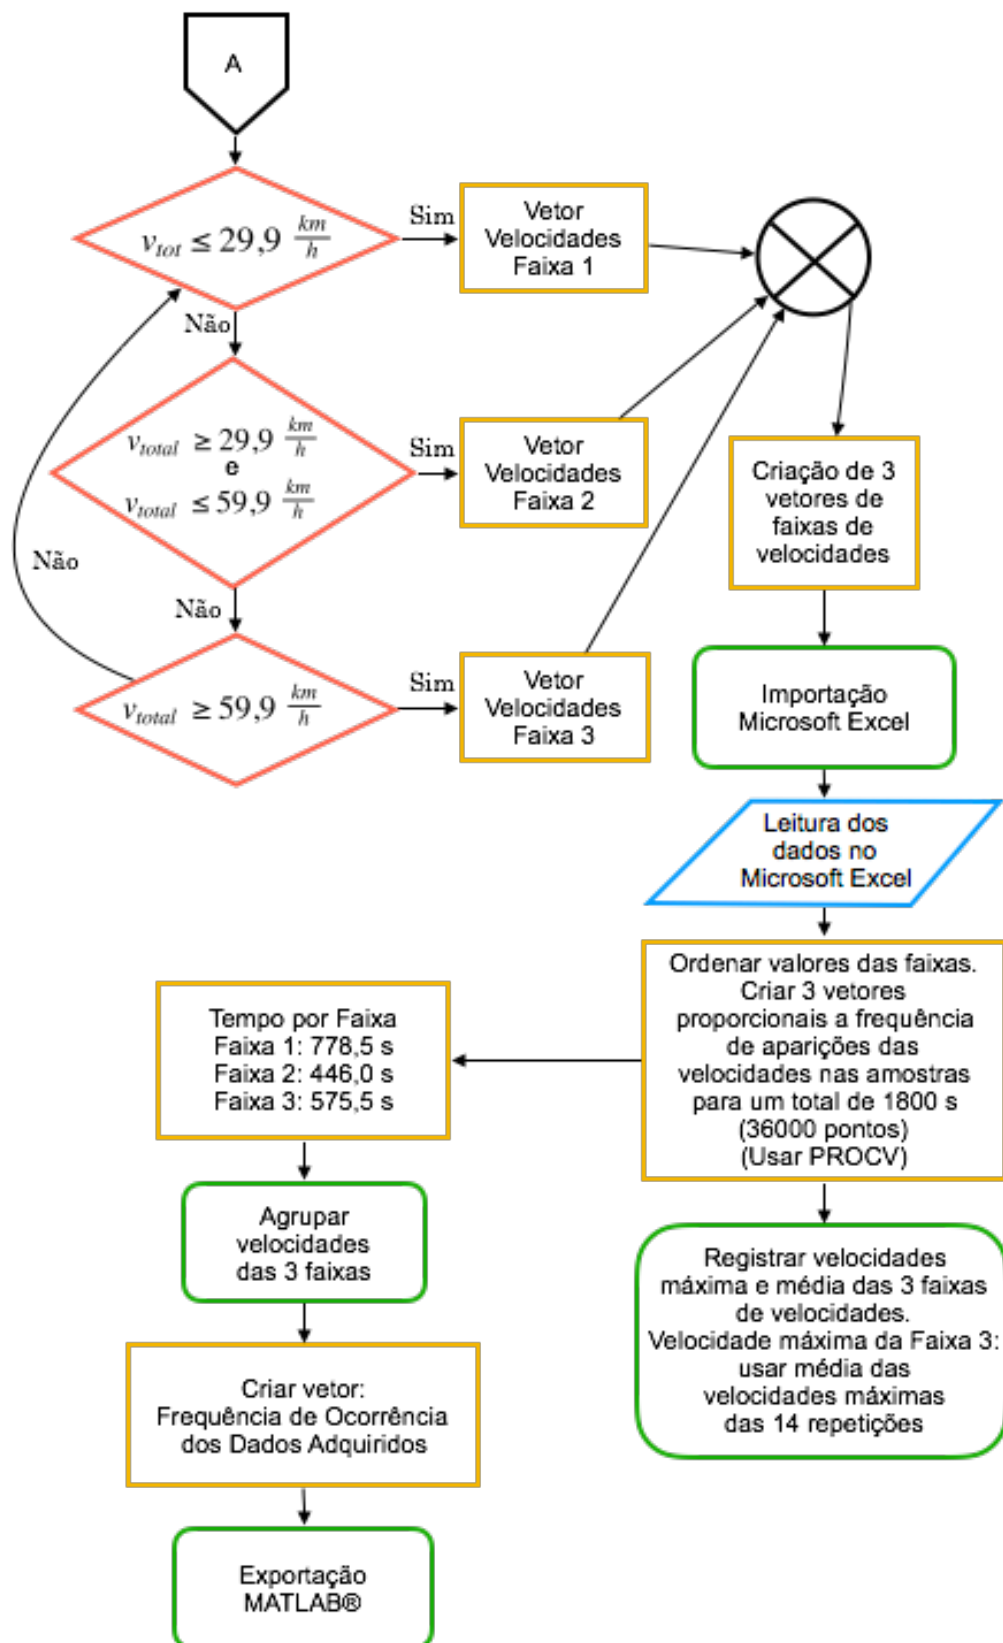 A
v_tot ≤ 29,9 km/h
Sim
Vetor
Velocidades
Faixa 1
Não
v_total ≥ 29,9 km/h
e
v_total ≤ 59,9 km/h
Sim
Vetor
Velocidades
Faixa 2
Não
Não
v_total ≥ 59,9 km/h
Sim
Vetor
Velocidades
Faixa 3
Criação de 3
vetores de
faixas de
velocidades
Importação
Microsoft Excel
Leitura dos
dados no
Microsoft Excel
Ordenar valores das faixas.
Criar 3 vetores
proporcionais a frequência
de aparições das
velocidades nas amostras
para um total de 1800 s
(36000 pontos)
(Usar PROCV)
Registrar velocidades
máxima e média das 3 faixas
de velocidades.
Velocidade máxima da Faixa 3:
usar média das
velocidades máximas
das 14 repetições
Tempo por Faixa
Faixa 1: 778,5 s
Faixa 2: 446,0 s
Faixa 3: 575,5 s
Agrupar
velocidades
das 3 faixas
Criar vetor:
Frequência de Ocorrência
dos Dados Adquiridos
Exportação
MATLAB®